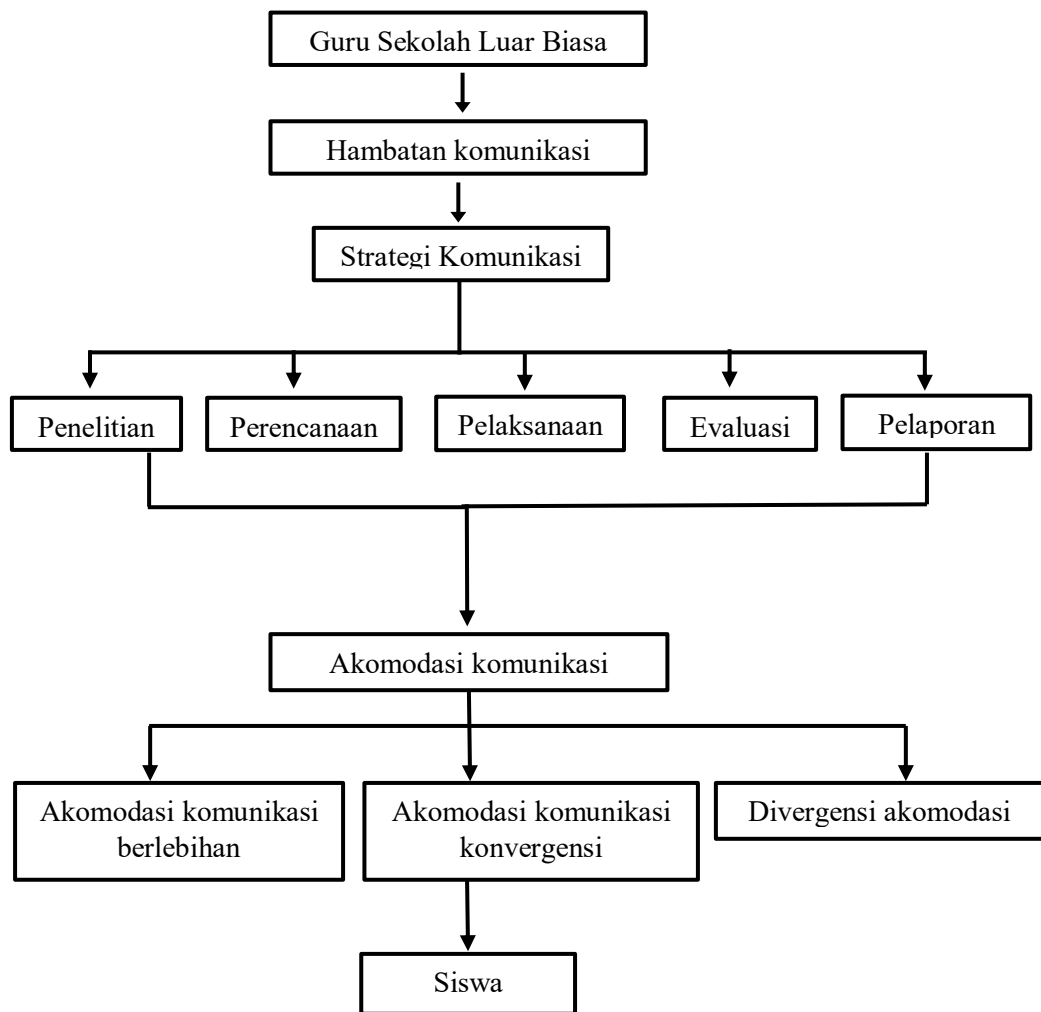 Guru Sekolah Luar Biasa
Hambatan komunikasi
Strategi Komunikasi
Penelitian
Perencanaan
Pelaksanaan
Evaluasi
Pelaporan
Akomodasi komunikasi
Akomodasi komunikasi
berlebihan
Akomodasi komunikasi
konvergensi
Divergensi akomodasi
Siswa